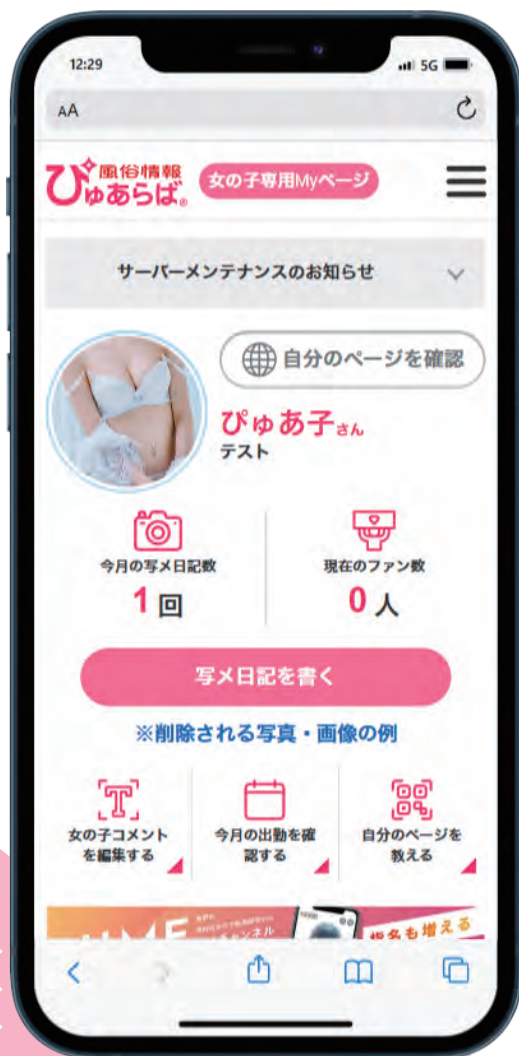 12:29
5G
AA
風俗情報
ぴゅあらば®
女の子専用Myページ
サーバーメンテナンスのお知らせ
自分のページを確認
ぴゅあ子さん
テスト
今月の写メ日記数
1回
現在のファン数
0人
写メ日記を書く
※削除される写真・画像の例
女の子コメント
を編集する
今月の出勤を確
認する
自分のページを
教える
チャンネル
指名も増える